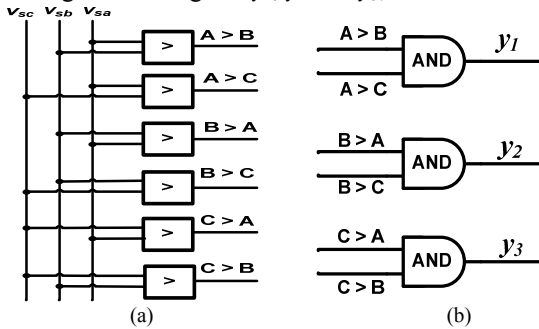 v_sc v_sb v_sa
> A > B
> A > C
> B > A
> B > C
> C > A
> C > B
(a)
A > B
AND y_1
A > C
B > A
AND y_2
B > C
C > A
AND y_3
C > B
(b)